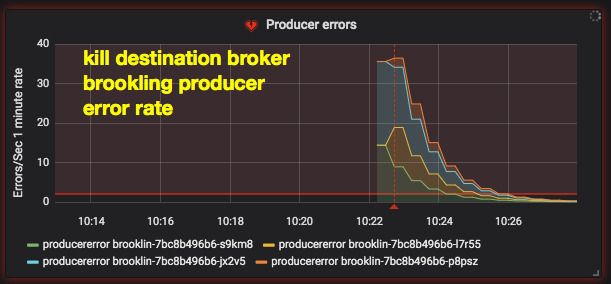 Producer errors
kill destination broker
brookling producer
error rate
Errors/Sec 1 minute rate
40
30
20
10
0
10:14
10:16
10:18
10:20
10:22
10:24
10:26
producererror brooklin-7bc8b496b6-s9km8
producererror brooklin-7bc8b496b6-l7r55
producererror brooklin-7bc8b496b6-jx2v5
producererror brooklin-7bc8b496b6-p8psz